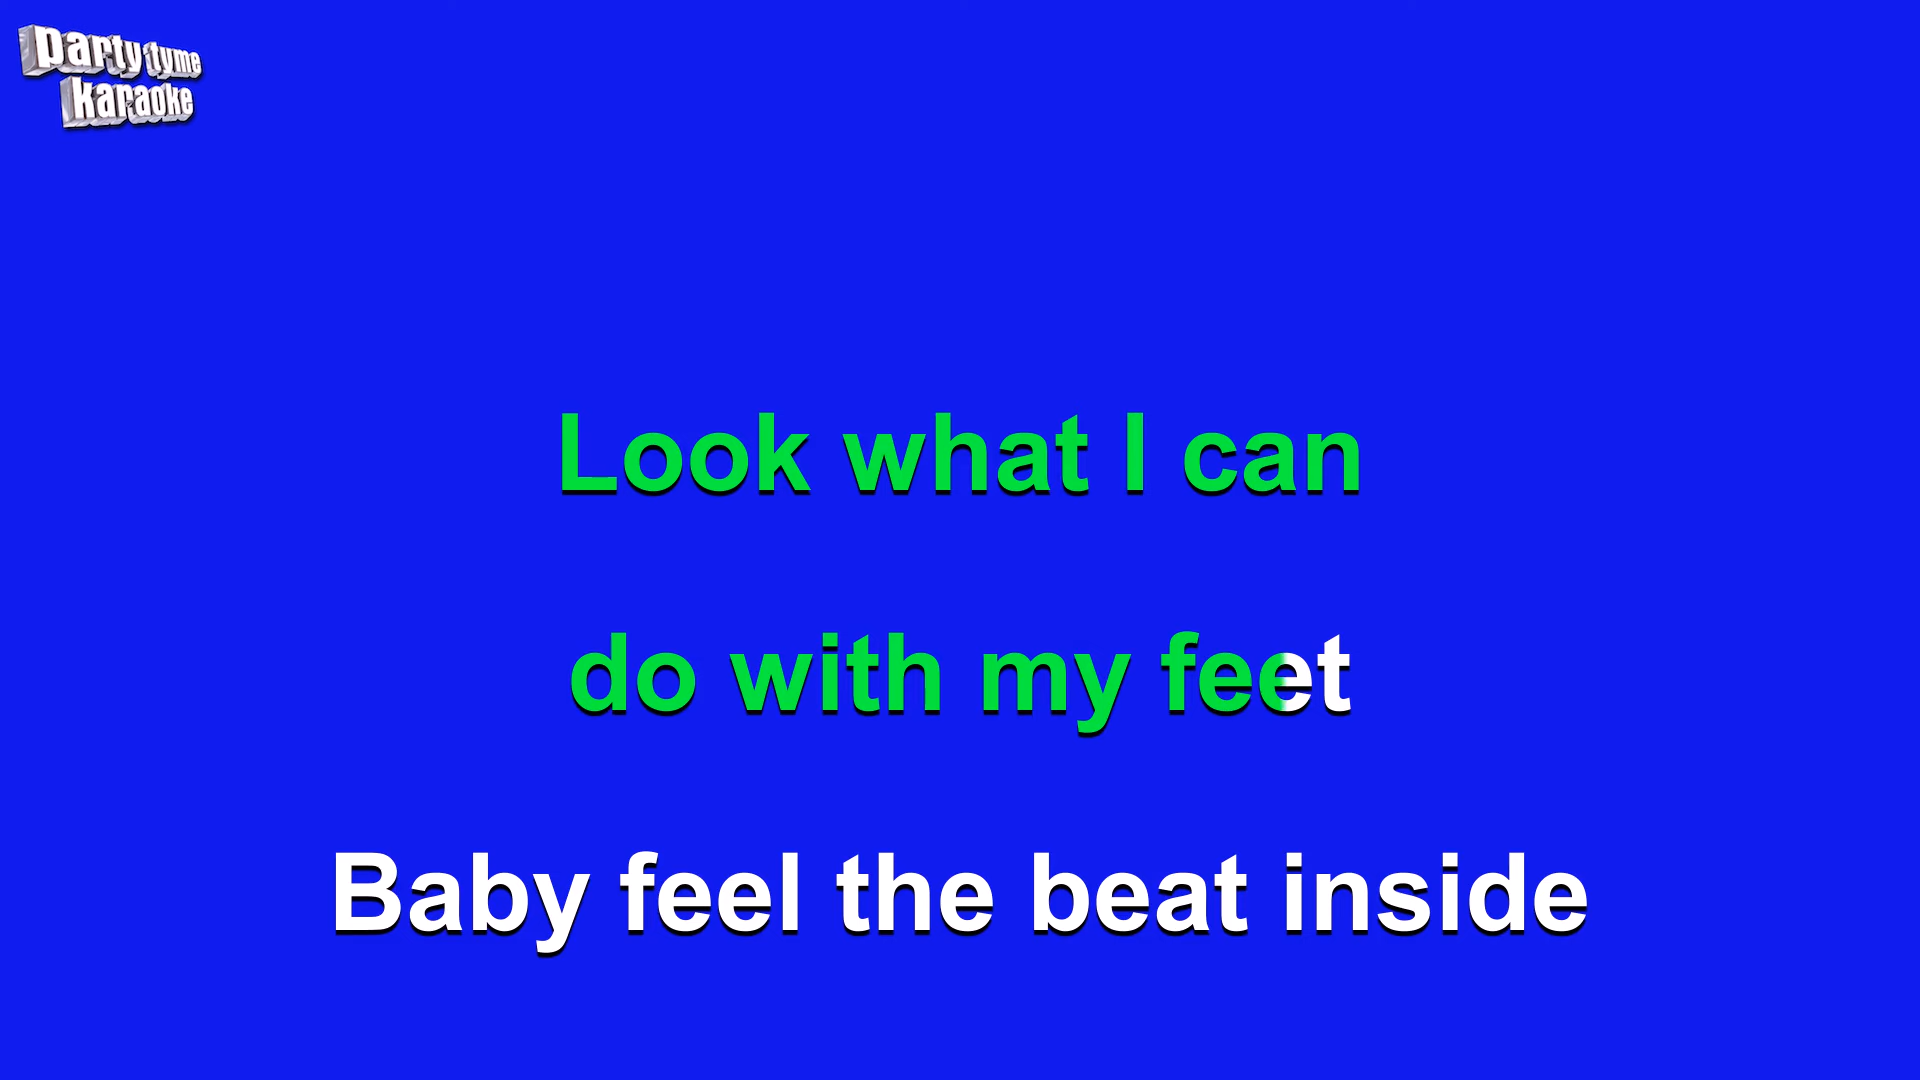 party tyme
karaoke
Look what I can
do with my feet
Baby feel the beat inside